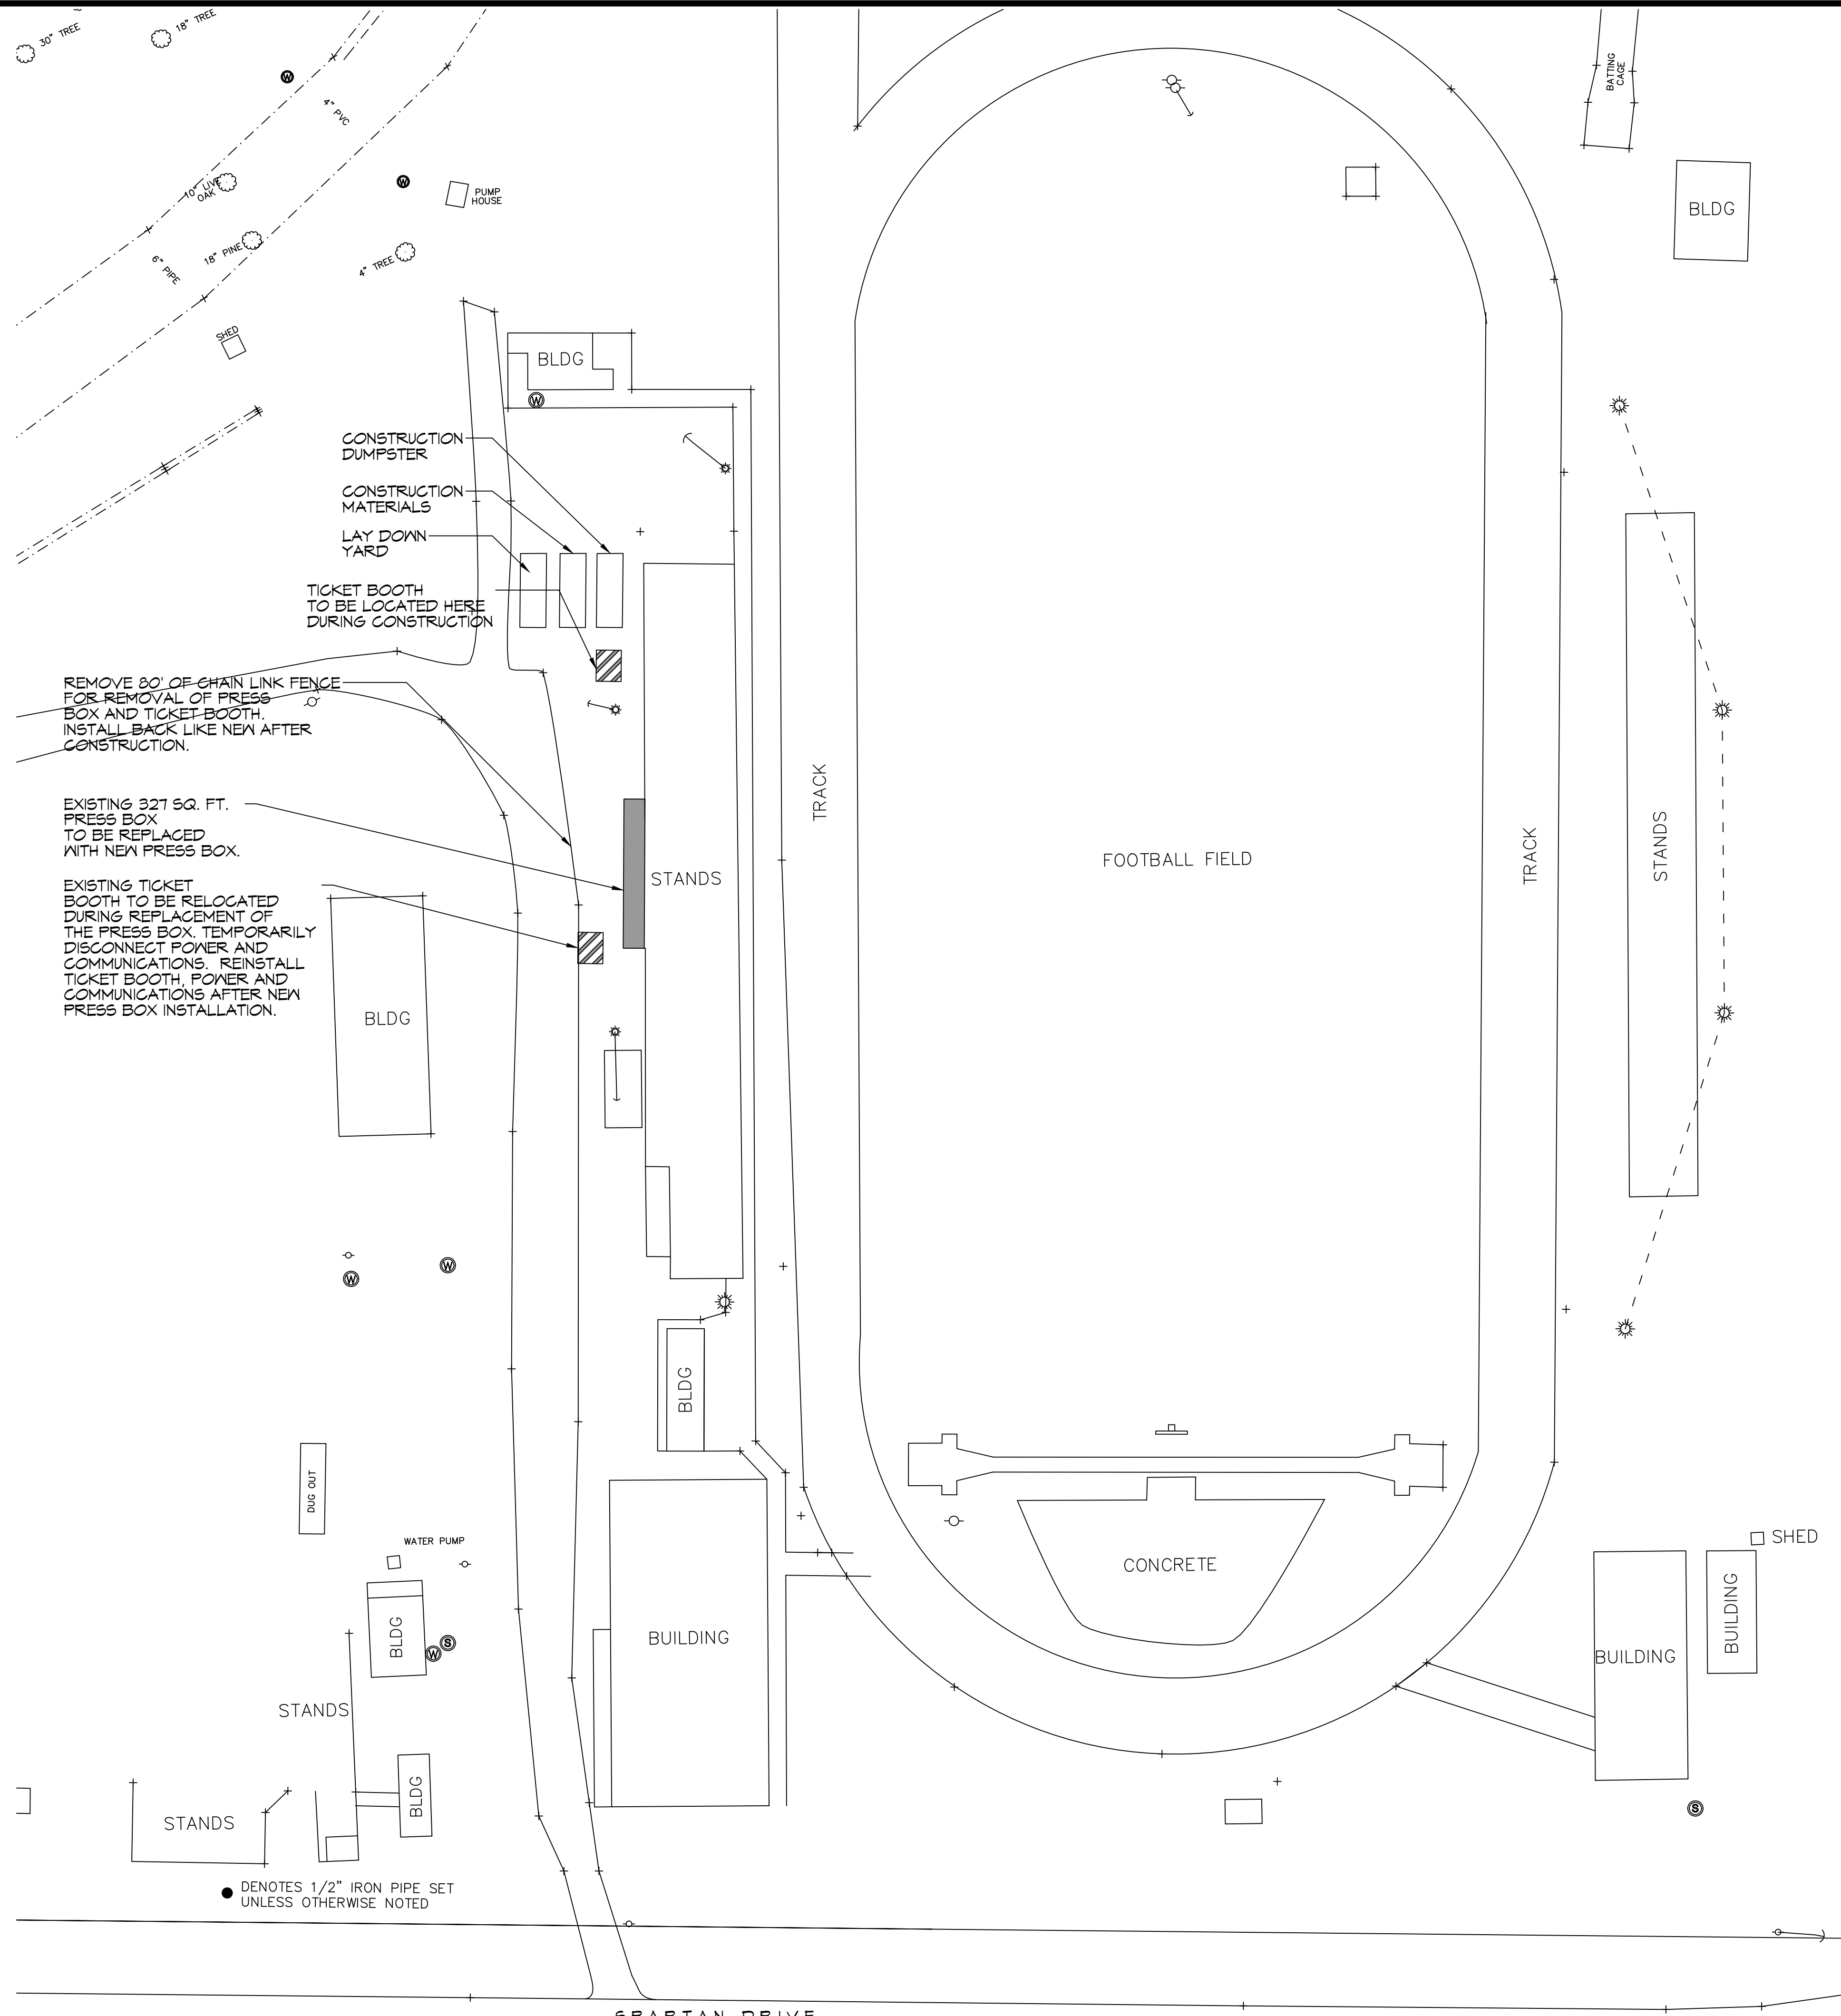 30" TREE
18" TREE
W
4" PVC
BATTING
CAGE
10" LIVE
OAK
W
PUMP
HOUSE
BLDG
18" PINE
6" PIPE
4" TREE
SHED
BLDG
W
CONSTRUCTION
DUMPSTER
CONSTRUCTION
MATERIALS
LAY DOWN
YARD
TICKET BOOTH
TO BE LOCATED HERE
DURING CONSTRUCTION
REMOVE 80' OF CHAIN LINK FENCE
FOR REMOVAL OF PRESS
BOX AND TICKET BOOTH.
INSTALL BACK LIKE NEW AFTER
CONSTRUCTION.
EXISTING 327 SQ. FT.
PRESS BOX
TO BE REPLACED
WITH NEW PRESS BOX.
EXISTING TICKET
BOOTH TO BE RELOCATED
DURING REPLACEMENT OF
THE PRESS BOX. TEMPORARILY
DISCONNECT POWER AND
COMMUNICATIONS. REINSTALL
TICKET BOOTH, POWER AND
COMMUNICATIONS AFTER NEW
PRESS BOX INSTALLATION.
STANDS
TRACK
FOOTBALL FIELD
TRACK
STANDS
BLDG
W
W
BLDG
DUG OUT
WATER PUMP
BLDG
W
S
BUILDING
CONCRETE
SHED
BUILDING
BUILDING
STANDS
BLDG
STANDS
S
DENOTES 1/2" IRON PIPE SET
UNLESS OTHERWISE NOTED
SPARTAN DRIVE